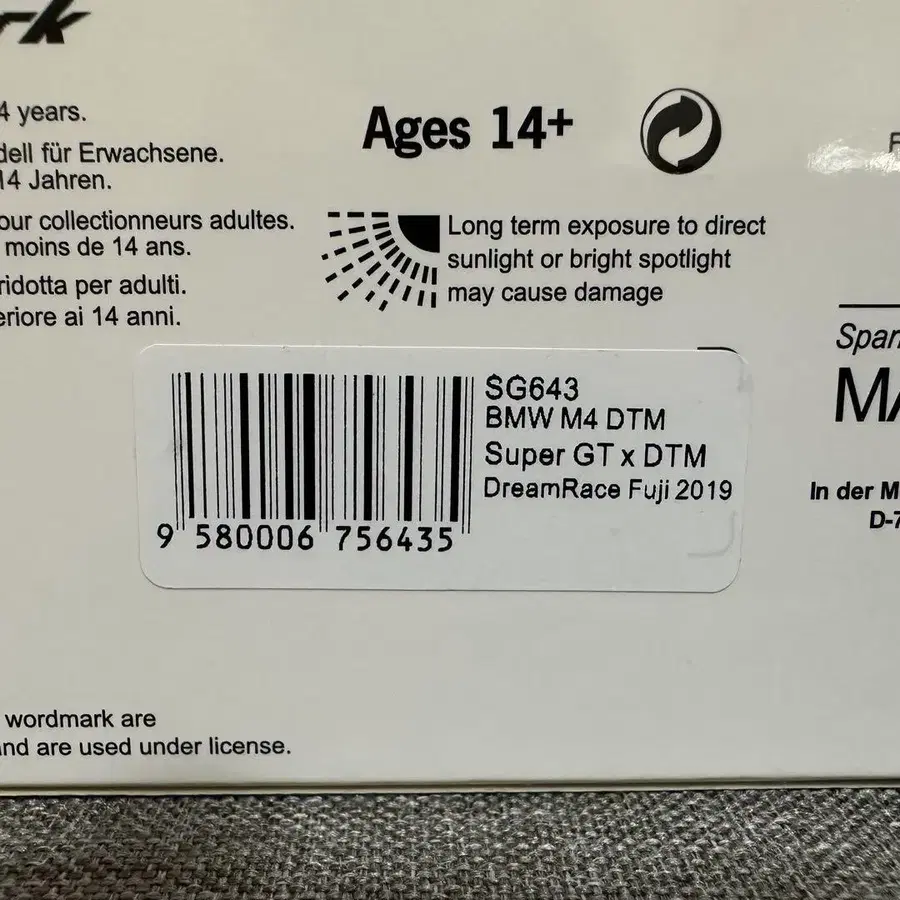 rk
4 years.
dell für Erwachsene.
14 Jahren.
our collectionneurs adultes.
moins de 14 ans.
ridotta per adulti.
eriore ai 14 anni.
Ages 14+
Long term exposure to direct
sunlight or bright spotlight
may cause damage
SG643
BMW M4 DTM
Super GT x DTM
DreamRace Fuji 2019
9 580006 756435
Span
MA
In der M
D-7
wordmark are
and are used under license.